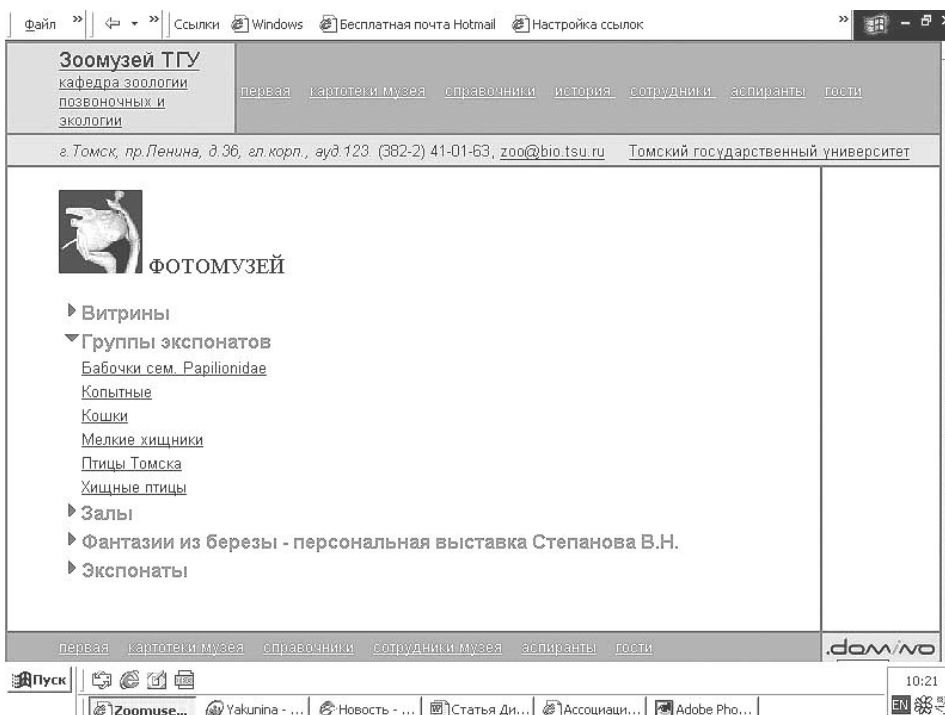 Файл » » Ссылки Windows Бесплатная почта Hotmail Настройка ссылок »
Зоомузей ТГУ
кафедра зоологии
позвоночных и
экологии
первая картотеки музея справочники история сотрудники аспиранты гости
г.Томск, пр.Ленина, д.36, гл.корп., ауд.123 (382-2) 41-01-63, zoo@bio.tsu.ru Томский государственный университет
ФОТОМУЗЕЙ
Витрины
Группы экспонатов
Бабочки сем. Papilionidae
Копытные
Кошки
Мелкие хищники
Птицы Томска
Хищные птицы
Залы
Фантазии из березы - персональная выставка Степанова В.Н.
Экспонаты
первая картотеки музея справочники сотрудники музея аспиранты гости .domino
Пуск 10:21
Zoomuse... Yakunina - ... Новость - ... Статья Ди... Ассоциаци... Adobe Pho... EN